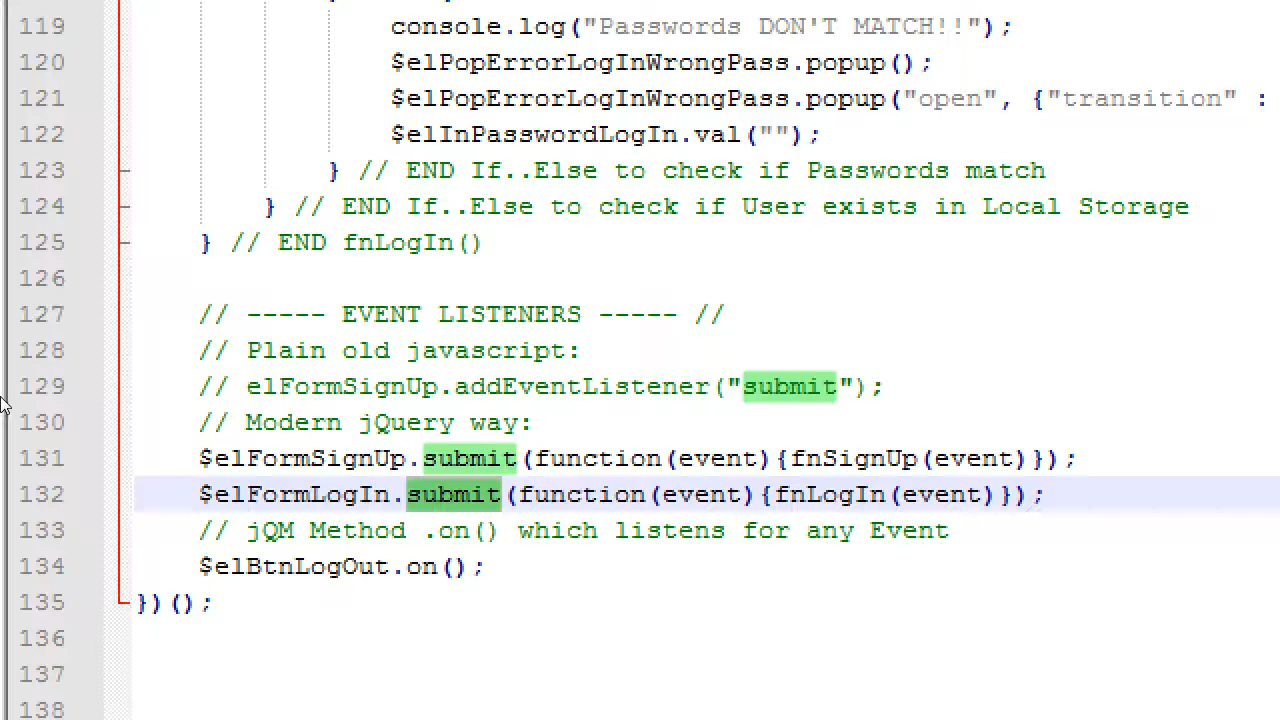 119 console.log("Passwords DON'T MATCH!!");
120 $elPopErrorLogInWrongPass.popup();
121 $elPopErrorLogInWrongPass.popup("open", {"transition" :
122 $elInPasswordLogIn.val("");
123 } // END If..Else to check if Passwords match
124 } // END If..Else to check if User exists in Local Storage
125 } // END fnLogIn()
126
127 // ----- EVENT LISTENERS ----- //
128 // Plain old javascript:
129 // elFormSignUp.addEventListener("submit");
130 // Modern jQuery way:
131 $elFormSignUp.submit(function(event){fnSignUp(event)});
132 $elFormLogIn.submit(function(event){fnLogIn(event)});
133 // jQM Method .on() which listens for any Event
134 $elBtnLogOut.on();
135 })();
136
137
138